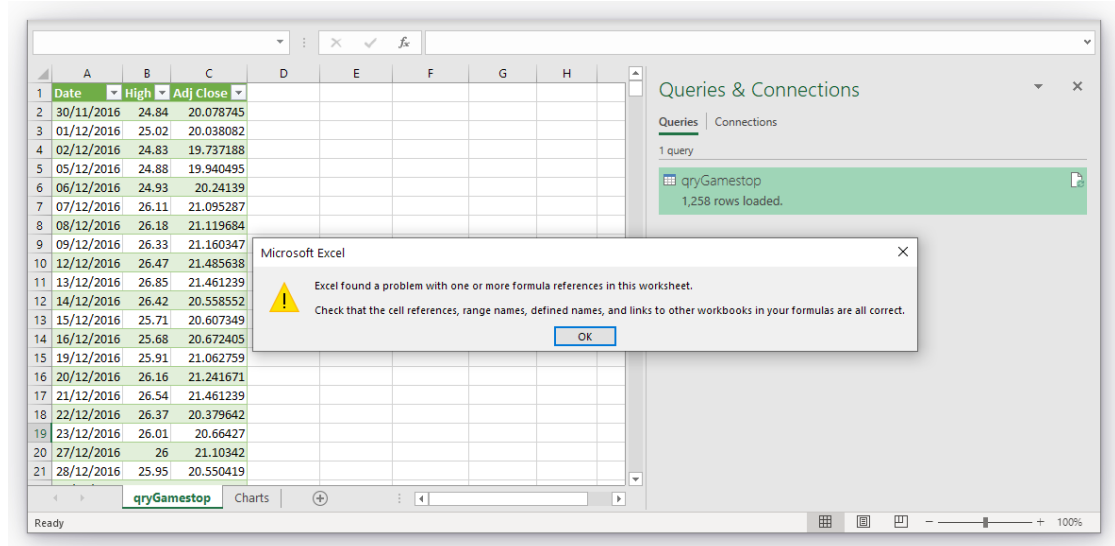 fx
A B C D E F G H
1 Date High Adj Close
2 30/11/2016 24.84 20.078745
3 01/12/2016 25.02 20.038082
4 02/12/2016 24.83 19.737188
5 05/12/2016 24.88 19.940495
6 06/12/2016 24.93 20.24139
7 07/12/2016 26.11 21.095287
8 08/12/2016 26.18 21.119684
9 09/12/2016 26.33 21.160347
10 12/12/2016 26.47 21.485638
11 13/12/2016 26.85 21.461239
12 14/12/2016 26.42 20.558552
13 15/12/2016 25.71 20.607349
14 16/12/2016 25.68 20.672405
15 19/12/2016 25.91 21.062759
16 20/12/2016 26.16 21.241671
17 21/12/2016 26.54 21.461239
18 22/12/2016 26.37 20.379642
19 23/12/2016 26.01 20.66427
20 27/12/2016 26 21.10342
21 28/12/2016 25.95 20.550419
Queries & Connections
Queries Connections
1 query
qryGamestop
1,258 rows loaded.
Microsoft Excel
Excel found a problem with one or more formula references in this worksheet.
Check that the cell references, range names, defined names, and links to other workbooks in your formulas are all correct.
OK
qryGamestop Charts
Ready
100%